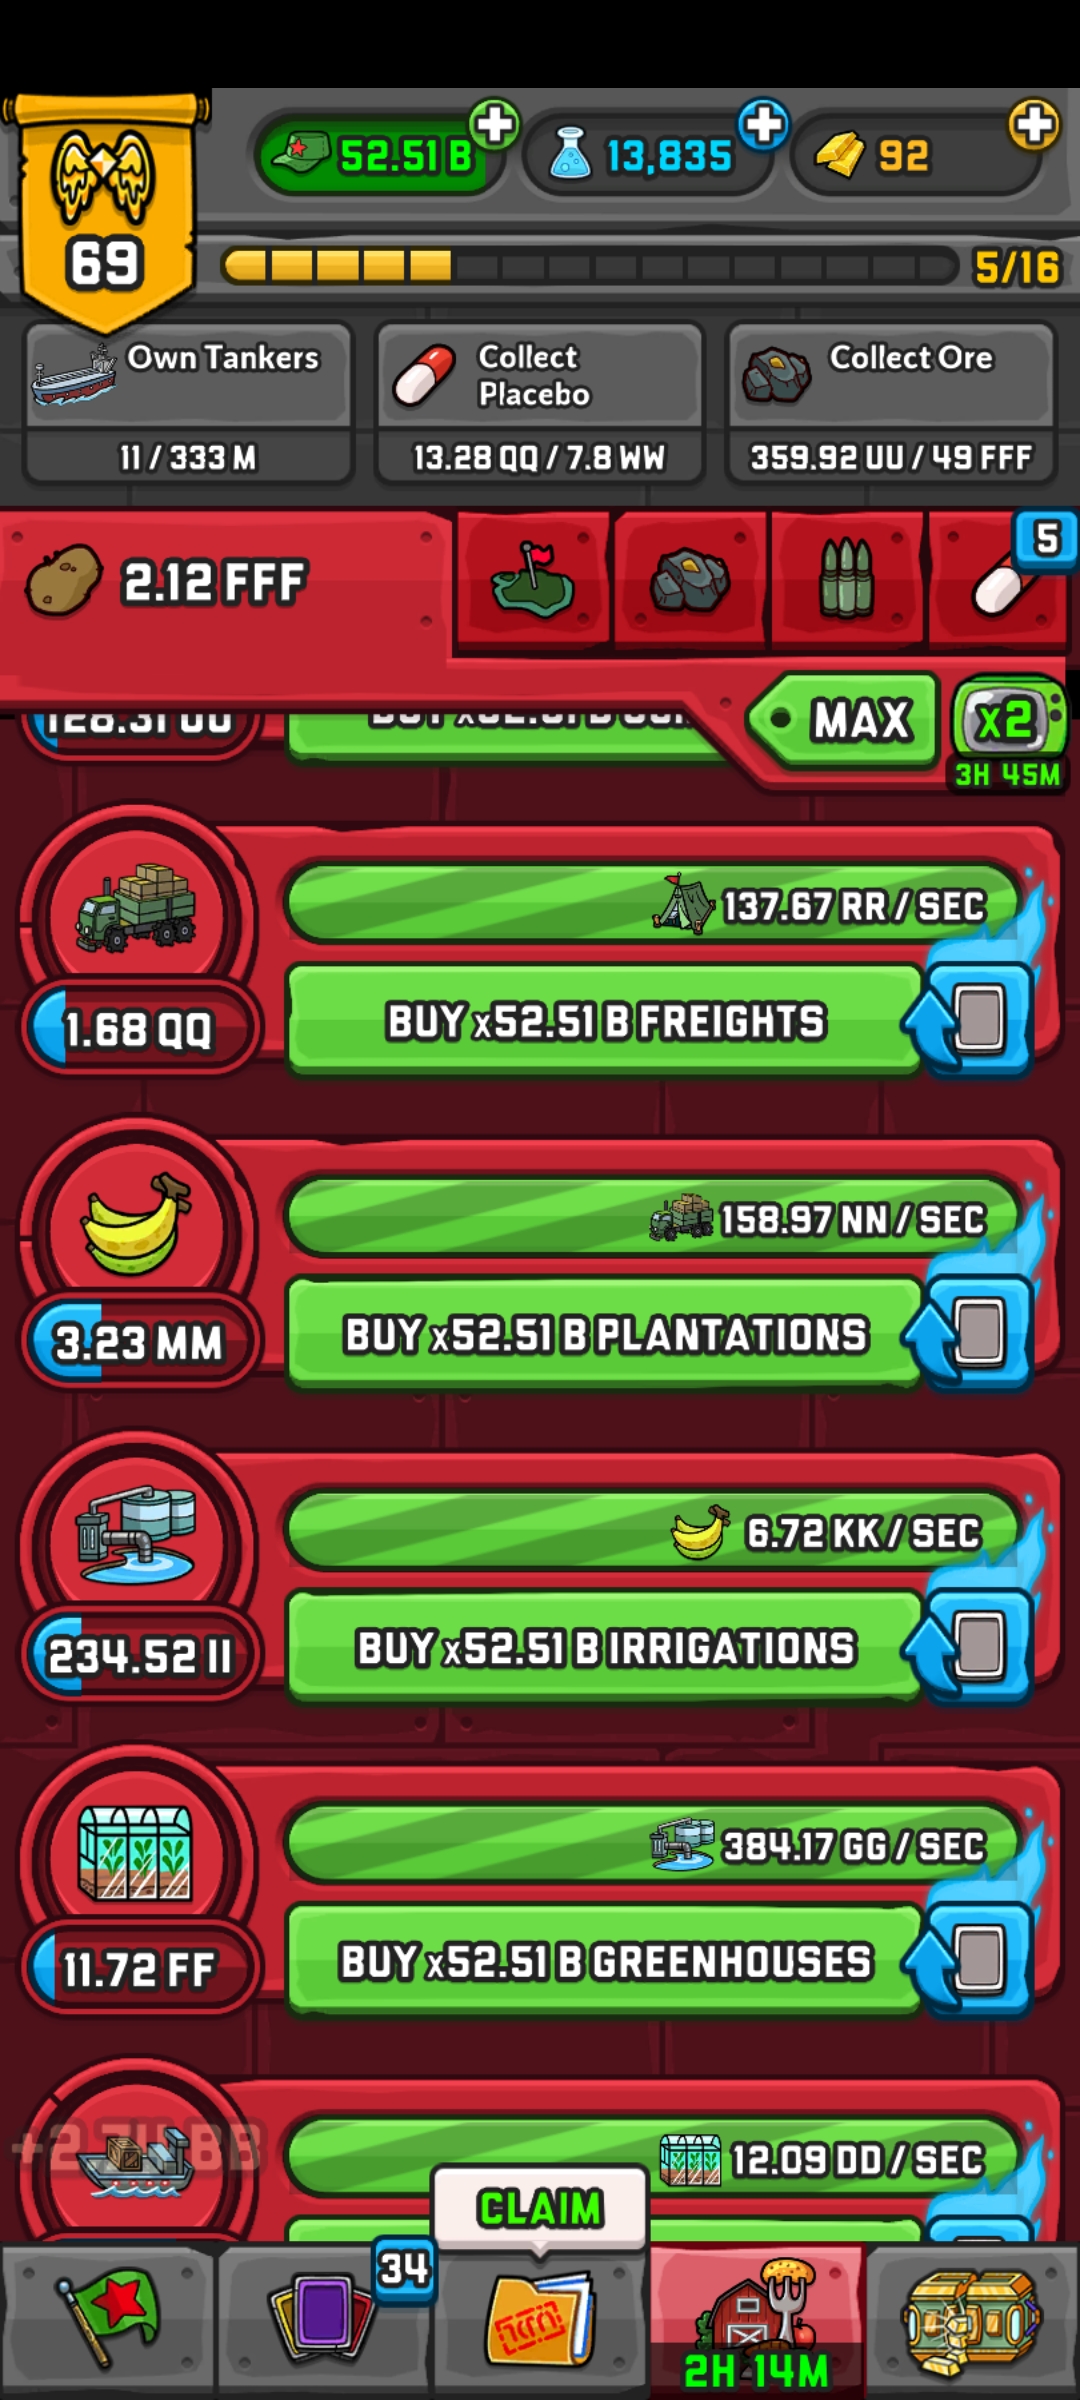 52.51 B
13,835
92
69
5/16
Own Tankers
11 / 333 M
Collect
Placebo
13.28 QQ / 7.8 WW
Collect Ore
359.92 UU / 49 FFF
2.12 FFF
5
MAX
x2
3H 45M
137.67 RR / SEC
1.68 QQ
BUY x52.51 B FREIGHTS
158.97 NN / SEC
3.23 MM
BUY x52.51 B PLANTATIONS
6.72 KK / SEC
234.52 II
BUY x52.51 B IRRIGATIONS
384.17 GG / SEC
11.72 FF
BUY x52.51 B GREENHOUSES
12.09 DD / SEC
CLAIM
34
2H 14M